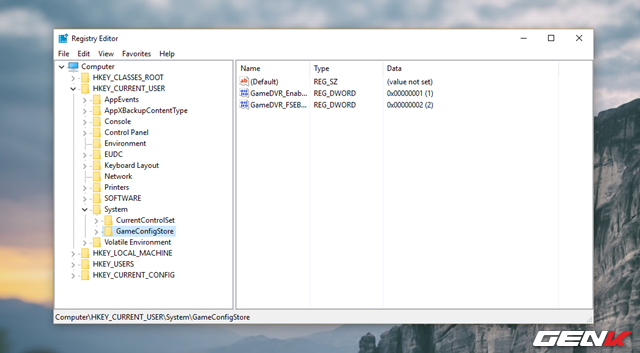 Registry Editor
File Edit View Favorites Help
Computer
HKEY_CLASSES_ROOT
HKEY_CURRENT_USER
AppEvents
AppXBackupContentType
Console
Control Panel
Environment
EUDC
Keyboard Layout
Network
Printers
SOFTWARE
System
CurrentControlSet
GameConfigStore
Volatile Environment
HKEY_LOCAL_MACHINE
HKEY_USERS
HKEY_CURRENT_CONFIG
Name Type Data
(Default) REG_SZ (value not set)
GameDVR_Enab... REG_DWORD 0x00000001 (1)
GameDVR_FSEB... REG_DWORD 0x00000002 (2)
Computer\HKEY_CURRENT_USER\System\GameConfigStore
GENK